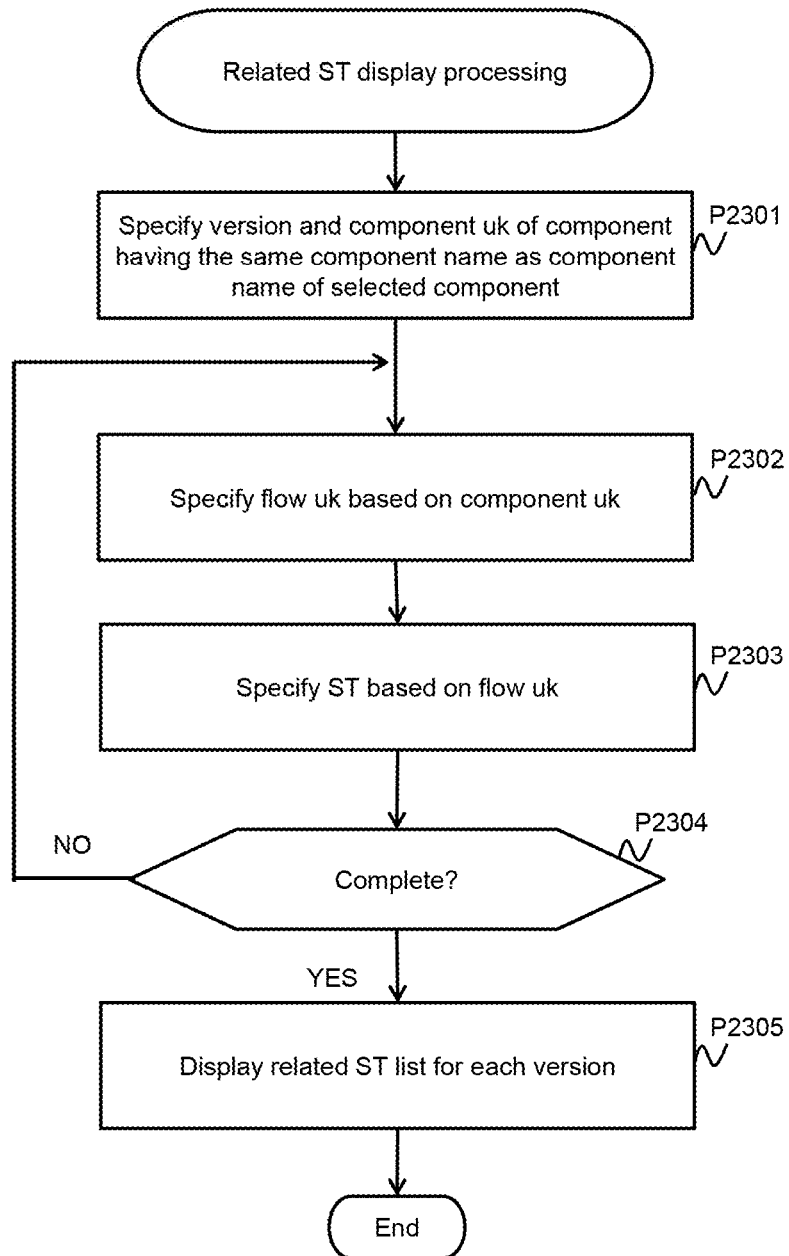 Related ST display processing
P2301
Specify version and component uk of component
having the same component name as component
name of selected component
P2302
Specify flow uk based on component uk
P2303
Specify ST based on flow uk
P2304
NO
Complete?
YES
P2305
Display related ST list for each version
End